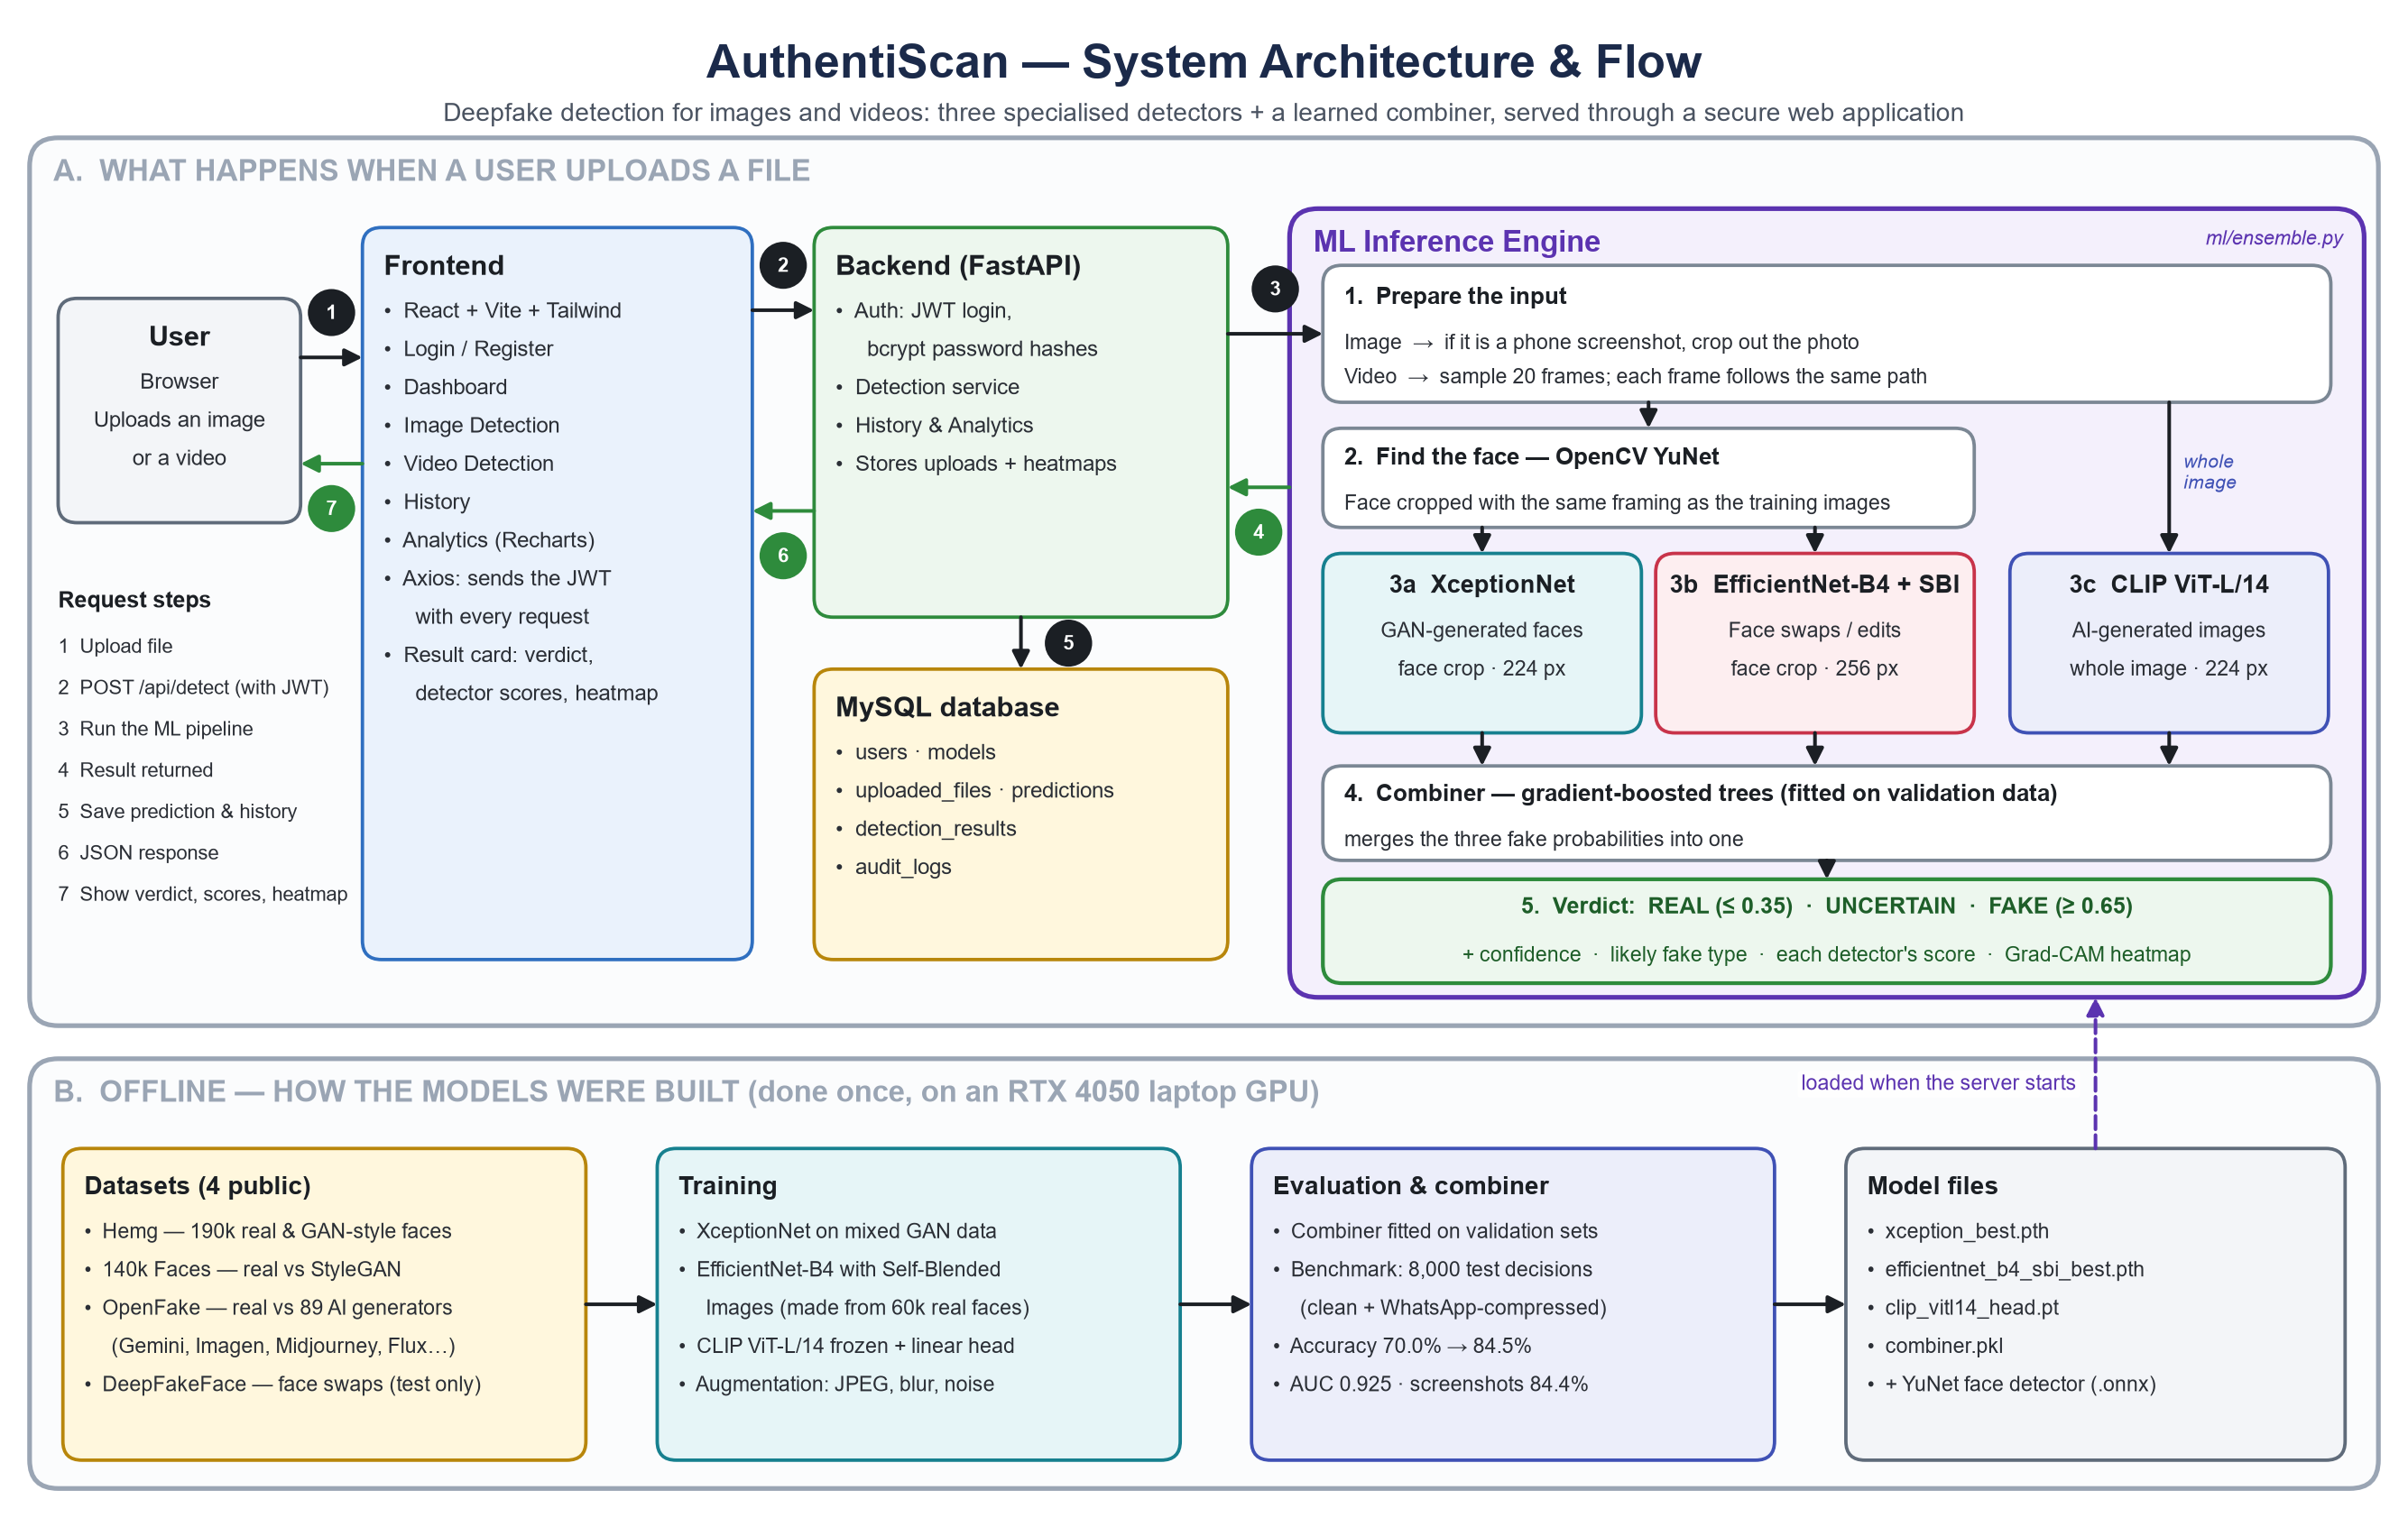 AuthentiScan — System Architecture & Flow
Deepfake detection for images and videos: three specialised detectors + a learned combiner, served through a secure web application
A. WHAT HAPPENS WHEN A USER UPLOADS A FILE
User
Browser
Uploads an image
or a video
1
7
Request steps
1 Upload file
2 POST /api/detect (with JWT)
3 Run the ML pipeline
4 Result returned
5 Save prediction & history
6 JSON response
7 Show verdict, scores, heatmap
Frontend
• React + Vite + Tailwind
• Login / Register
• Dashboard
• Image Detection
• Video Detection
• History
• Analytics (Recharts)
• Axios: sends the JWT
with every request
• Result card: verdict,
detector scores, heatmap
2
6
Backend (FastAPI)
• Auth: JWT login,
bcrypt password hashes
• Detection service
• History & Analytics
• Stores uploads + heatmaps
5
MySQL database
• users · models
• uploaded_files · predictions
• detection_results
• audit_logs
3
4
ML Inference Engine
ml/ensemble.py
1. Prepare the input
Image → if it is a phone screenshot, crop out the photo
Video → sample 20 frames; each frame follows the same path
2. Find the face — OpenCV YuNet
Face cropped with the same framing as the training images
whole
image
3a XceptionNet
GAN-generated faces
face crop · 224 px
3b EfficientNet-B4 + SBI
Face swaps / edits
face crop · 256 px
3c CLIP ViT-L/14
AI-generated images
whole image · 224 px
4. Combiner — gradient-boosted trees (fitted on validation data)
merges the three fake probabilities into one
5. Verdict: REAL (≤ 0.35) · UNCERTAIN · FAKE (≥ 0.65)
+ confidence · likely fake type · each detector's score · Grad-CAM heatmap
B. OFFLINE — HOW THE MODELS WERE BUILT (done once, on an RTX 4050 laptop GPU)
loaded when the server starts
Datasets (4 public)
• Hemg — 190k real & GAN-style faces
• 140k Faces — real vs StyleGAN
• OpenFake — real vs 89 AI generators
(Gemini, Imagen, Midjourney, Flux…)
• DeepFakeFace — face swaps (test only)
Training
• XceptionNet on mixed GAN data
• EfficientNet-B4 with Self-Blended
Images (made from 60k real faces)
• CLIP ViT-L/14 frozen + linear head
• Augmentation: JPEG, blur, noise
Evaluation & combiner
• Combiner fitted on validation sets
• Benchmark: 8,000 test decisions
(clean + WhatsApp-compressed)
• Accuracy 70.0% → 84.5%
• AUC 0.925 · screenshots 84.4%
Model files
• xception_best.pth
• efficientnet_b4_sbi_best.pth
• clip_vitl14_head.pt
• combiner.pkl
• + YuNet face detector (.onnx)